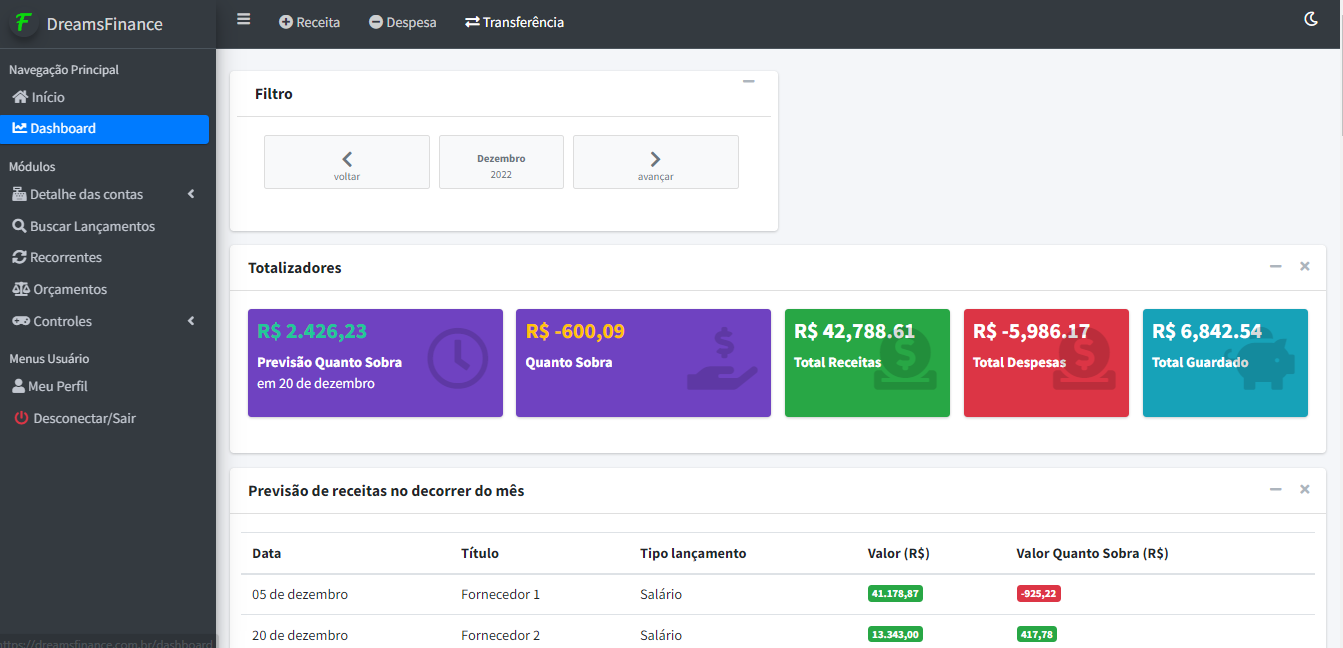 DreamsFinance
Receita
Despesa
Transferência
Navegação Principal
Início
Dashboard
Módulos
Detalhe das contas
Buscar Lançamentos
Recorrentes
Orçamentos
Controles
Menus Usuário
Meu Perfil
Desconectar/Sair
https://dreamsfinance.com.br/dashboard
Filtro
voltar
Dezembro
2022
avançar
Totalizadores
R$ 2.426,23
Previsão Quanto Sobra
em 20 de dezembro
R$ -600,09
Quanto Sobra
R$ 42,788.61
Total Receitas
R$ -5,986.17
Total Despesas
R$ 6,842.54
Total Guardado
Previsão de receitas no decorrer do mês
Data Título Tipo lançamento Valor (R$) Valor Quanto Sobra (R$)
05 de dezembro Fornecedor 1 Salário 41.178,87 -925,22
20 de dezembro Fornecedor 2 Salário 13.343,00 417,78